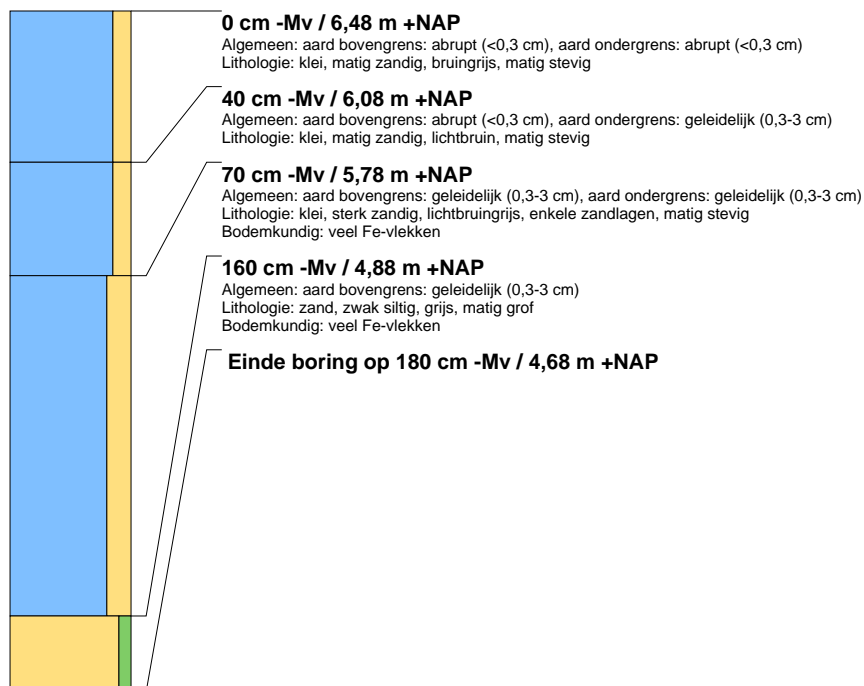 0 cm -Mv / 6,48 m +NAP
Algemeen: aard bovengrens: abrupt (<0,3 cm), aard ondergrens: abrupt (<0,3 cm)
Lithologie: klei, matig zandig, bruingrijs, matig stevig
40 cm -Mv / 6,08 m +NAP
Algemeen: aard bovengrens: abrupt (<0,3 cm), aard ondergrens: geleidelijk (0,3-3 cm)
Lithologie: klei, matig zandig, lichtbruin, matig stevig
70 cm -Mv / 5,78 m +NAP
Algemeen: aard bovengrens: geleidelijk (0,3-3 cm), aard ondergrens: geleidelijk (0,3-3 cm)
Lithologie: klei, sterk zandig, lichtbruingrijs, enkele zandlagen, matig stevig
Bodemkundig: veel Fe-vlekken
160 cm -Mv / 4,88 m +NAP
Algemeen: aard bovengrens: geleidelijk (0,3-3 cm)
Lithologie: zand, zwak siltig, grijs, matig grof
Bodemkundig: veel Fe-vlekken
Einde boring op 180 cm -Mv / 4,68 m +NAP